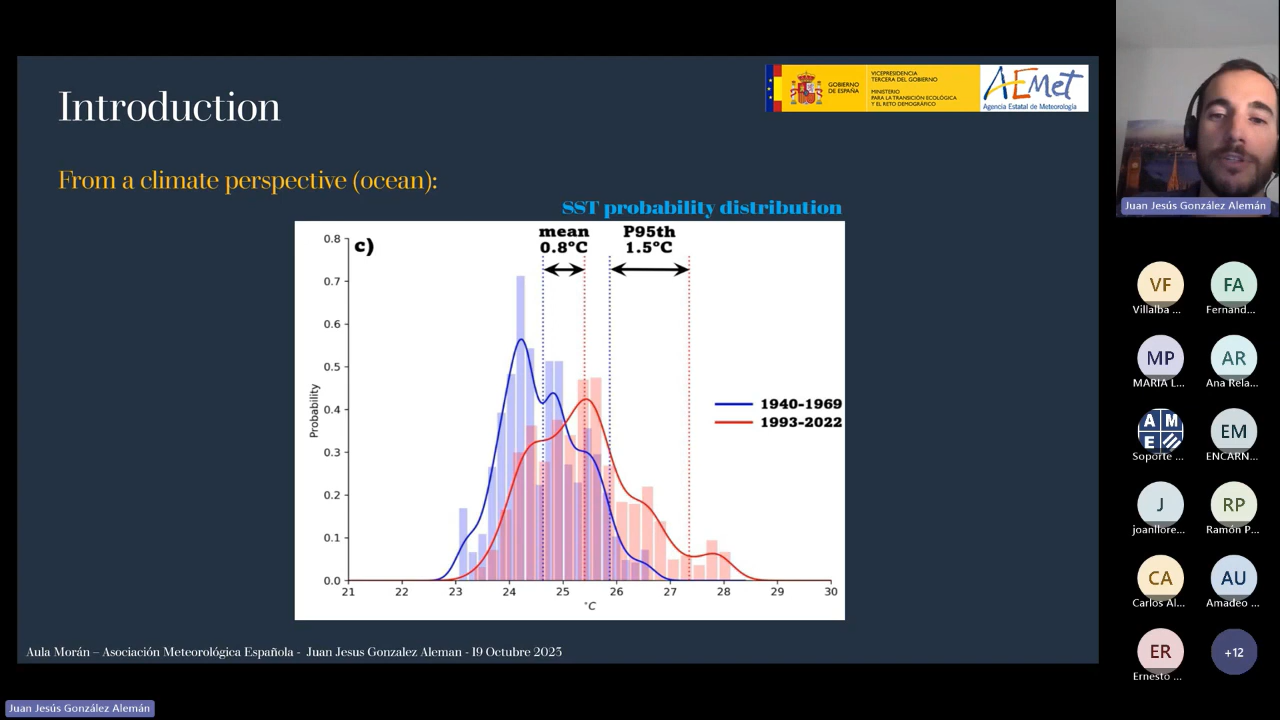 Introduction
GOBIERNO
DE ESPAÑA
VICEPRESIDENCIA
TERCERA DEL GOBIERNO
MINISTERIO
PARA LA TRANSICIÓN ECOLÓGICA
Y EL RETO DEMOGRÁFICO
AEMet
Agencia Estatal de Meteorología
From a climate perspective (ocean):
SST probability distribution
c)
mean
0.8ºC
P95th
1.5ºC
0.8
0.7
0.6
0.5
0.4
0.3
0.2
0.1
0.0
Probability
1940-1969
1993-2022
21 22 23 24 25 26 27 28 29 30
°C
Aula Morán – Asociación Meteorológica Española - Juan Jesus Gonzalez Aleman - 19 Octubre 2023
Juan Jesús González Alemán
Juan Jesús González Alemán
VF FA
Villalba ... Fernand...
MP AR
MARIA L... Ana Rela...
A M E EM
Soporte ... ENCARN...
J RP
joanllore... Ramón P...
CA AU
Carlos Al... Amadeo ...
ER +12
Ernesto ...